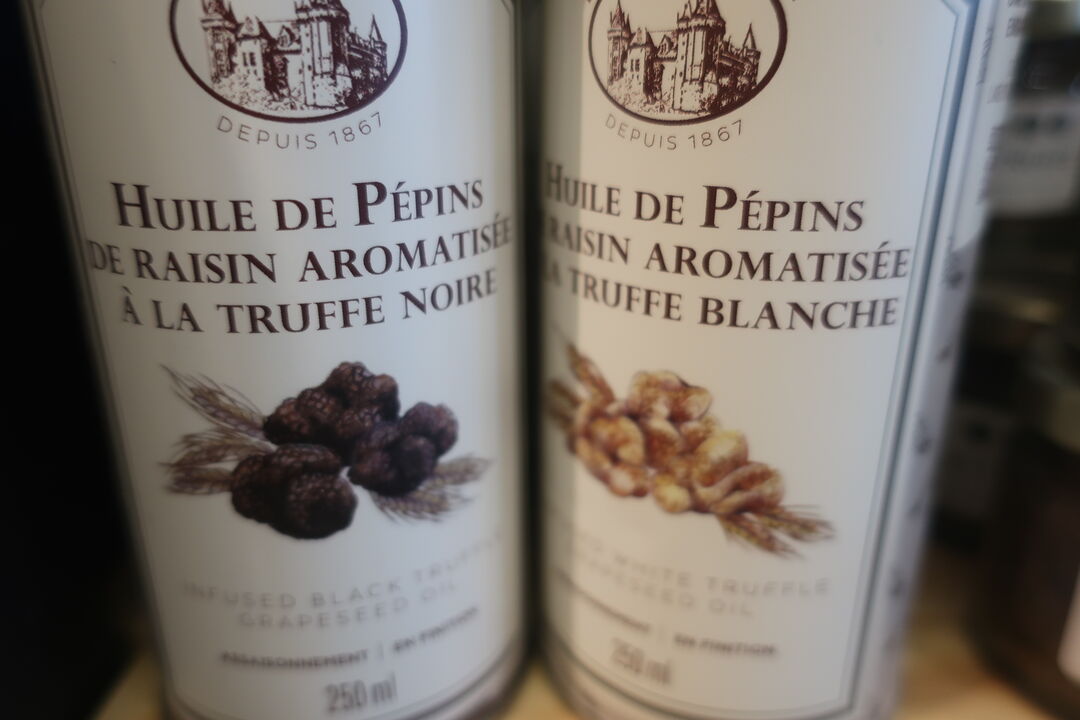 DEPUIS 1867
HUILE DE PÉPINS
DE RAISIN AROMATISÉE
À LA TRUFFE NOIRE
INFUSED BLACK TRUFFLE
GRAPESEED OIL
ASSAISONNEMENT | EN FINITION
250 ml
DEPUIS 1867
HUILE DE PÉPINS
RAISIN AROMATISÉE
LA TRUFFE BLANCHE
WHITE TRUFFLE
GRAPESEED OIL
EN FINITION
250 ml